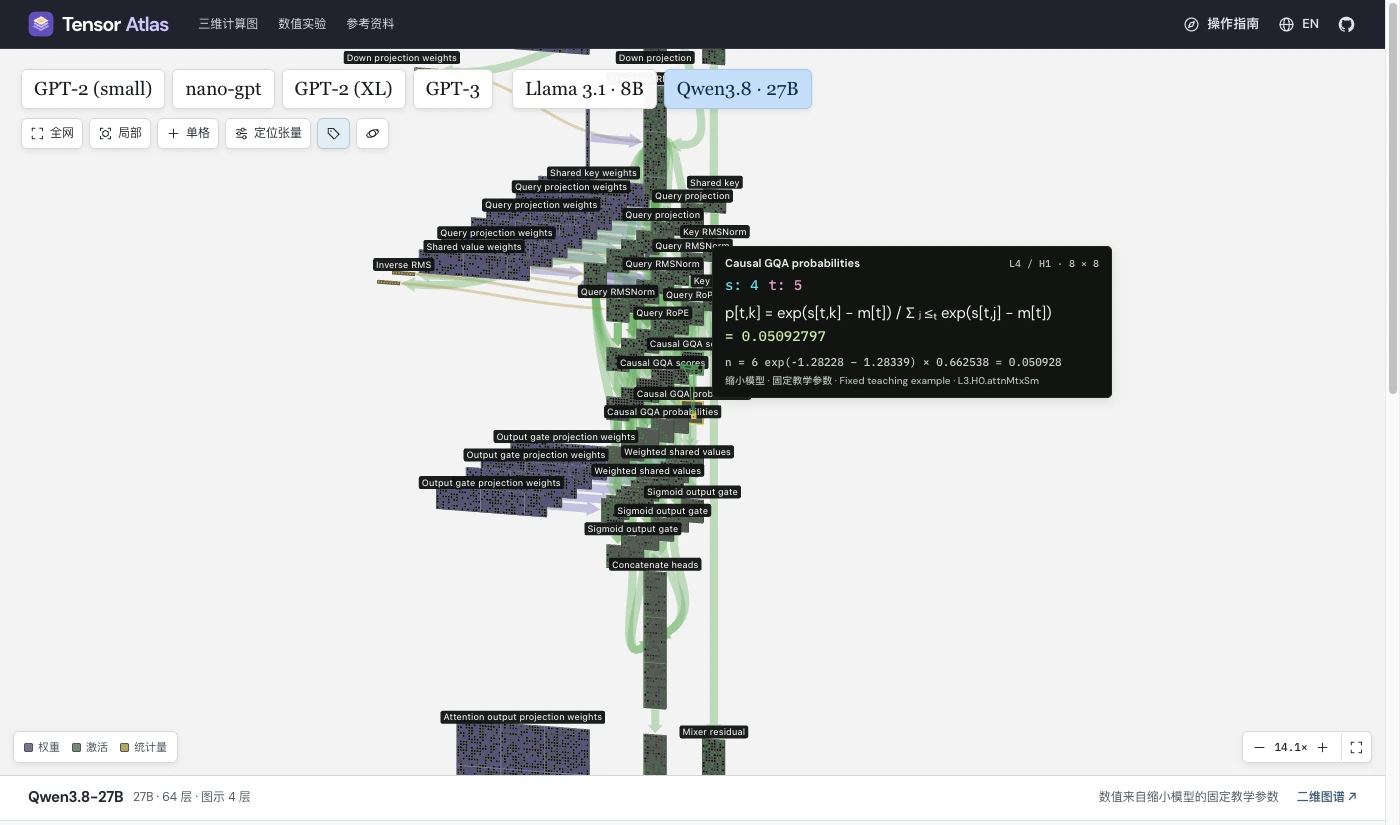 Tensor Atlas
三维计算图
数值实验
参考资料
操作指南
EN
Down projection weights
Down projection
GPT-2 (small)
nano-gpt
GPT-2 (XL)
GPT-3
Llama 3.1 · 8B
Qwen3.8 · 27B
全网
局部
单格
定位张量
Shared key weights
Query projection weights
Shared key
Query projection
Query projection weights
Query projection
Query projection weights
Key RMSNorm
Shared value weights
Query RMSNorm
Inverse RMS
Query RMSNorm
Key
Query RMSNorm
Query RoP
Query RoPE
Causal GQA sc
Causal GQA scores
Causal GQA prob
Causal GQA probabilities
Causal GQA probabilities
L4 / H1 · 8 × 8
s: 4 t: 5
p[t,k] = exp(s[t,k] − m[t]) / Σ ⱼ ≤ₜ exp(s[t,j] − m[t])
= 0.05092797
n = 6 exp(-1.28228 − 1.28339) × 0.662538 = 0.050928
缩小模型 · 固定教学参数 · Fixed teaching example · L3.H0.attnMtxSm
Output gate projection weights
Output gate projection weights
Weighted shared values
Weighted shared values
Output gate projection weights
Sigmoid output gate
Sigmoid output gate
Sigmoid output gate
Concatenate heads
Attention output projection weights
Mixer residual
权重
激活
统计量
− 14.1× +
Qwen3.8-27B
27B · 64 层 · 图示 4 层
数值来自缩小模型的固定教学参数
二维图谱 ↗